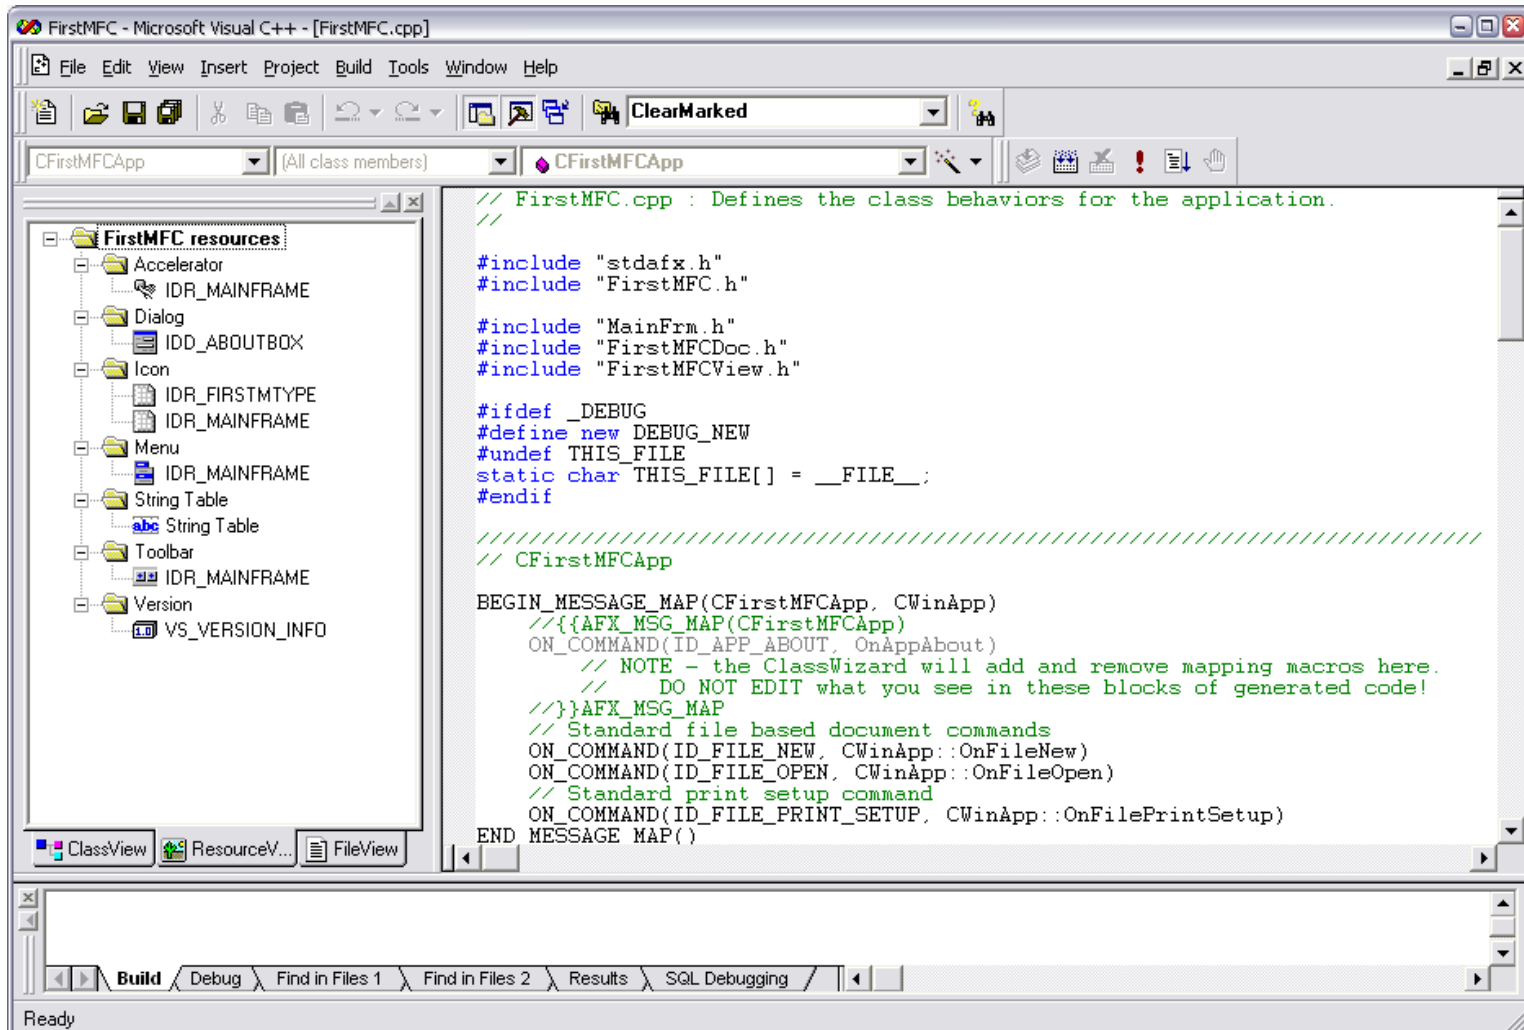 FirstMFC - Microsoft Visual C++ - [FirstMFC.cpp]
File Edit View Insert Project Build Tools Window Help
ClearMarked
CFirstMFCApp (All class members) CFirstMFCApp
FirstMFC resources
Accelerator
IDR_MAINFRAME
Dialog
IDD_ABOUTBOX
Icon
IDR_FIRSTMTYPE
IDR_MAINFRAME
Menu
IDR_MAINFRAME
String Table
abc String Table
Toolbar
IDR_MAINFRAME
Version
1.0 VS_VERSION_INFO
ClassView ResourceV... FileView
// FirstMFC.cpp : Defines the class behaviors for the application.
//
#include "stdafx.h"
#include "FirstMFC.h"
#include "MainFrm.h"
#include "FirstMFCDoc.h"
#include "FirstMFCView.h"
#ifdef _DEBUG
#define new DEBUG_NEW
#undef THIS_FILE
static char THIS_FILE[] = __FILE__;
#endif
/////////////////////////////////////////////////////////////////////////////
// CFirstMFCApp
BEGIN_MESSAGE_MAP(CFirstMFCApp, CWinApp)
//{{AFX_MSG_MAP(CFirstMFCApp)
ON_COMMAND(ID_APP_ABOUT, OnAppAbout)
// NOTE - the ClassWizard will add and remove mapping macros here.
//    DO NOT EDIT what you see in these blocks of generated code!
//}}AFX_MSG_MAP
// Standard file based document commands
ON_COMMAND(ID_FILE_NEW, CWinApp::OnFileNew)
ON_COMMAND(ID_FILE_OPEN, CWinApp::OnFileOpen)
// Standard print setup command
ON_COMMAND(ID_FILE_PRINT_SETUP, CWinApp::OnFilePrintSetup)
END_MESSAGE_MAP()
Build Debug Find in Files 1 Find in Files 2 Results SQL Debugging
Ready